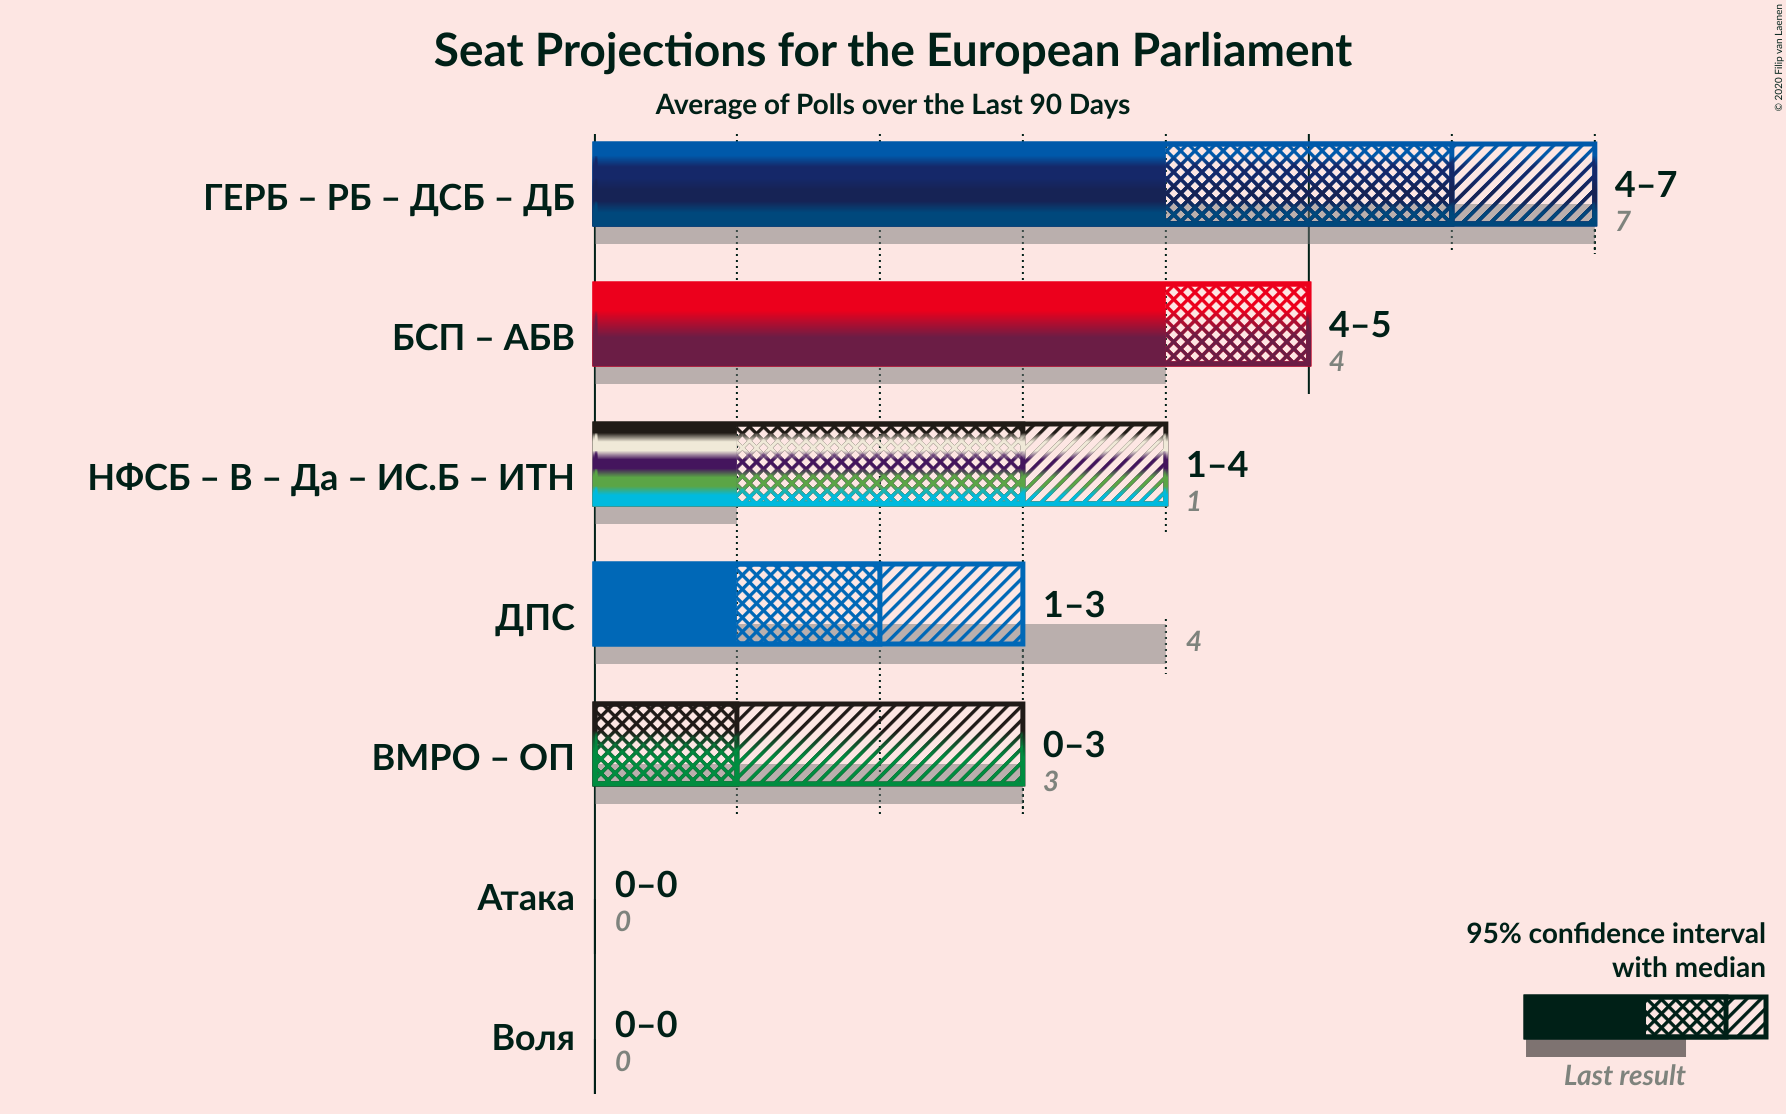 Seat Projections for the European Parliament
Average of Polls over the Last 90 Days
© 2020 Filip van Laenen
ГЕРБ – РБ – ДСБ – ДБ
4–7
7
БСП – АБВ
4–5
4
НФСБ – В – Да – ИС.Б – ИТН
1–4
1
ДПС
1–3
4
ВМРО – ОП
0–3
3
Атака
0–0
0
Воля
0–0
0
95% confidence interval
with median
Last result